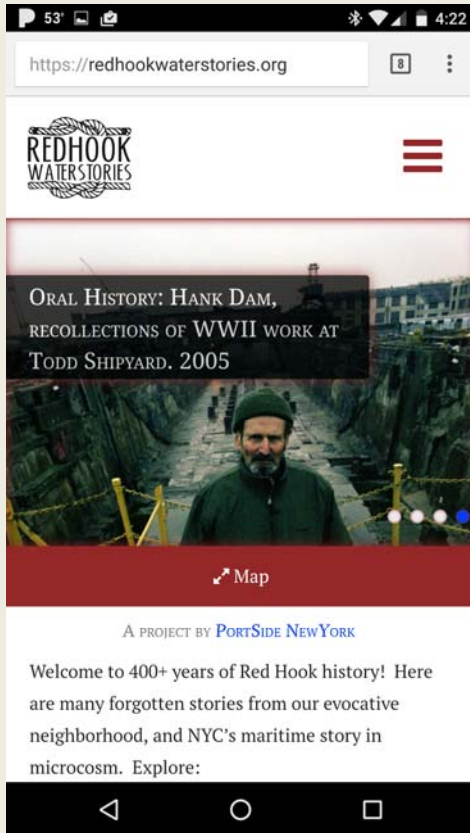 53° 4:22
https://redhookwaterstories.org 8
REDHOOK
WATERSTORIES
Oral History: Hank Dam,
recollections of WWII work at
Todd Shipyard. 2005
Map
A project by PortSide NewYork
Welcome to 400+ years of Red Hook history! Here
are many forgotten stories from our evocative
neighborhood, and NYC's maritime story in
microcosm. Explore: